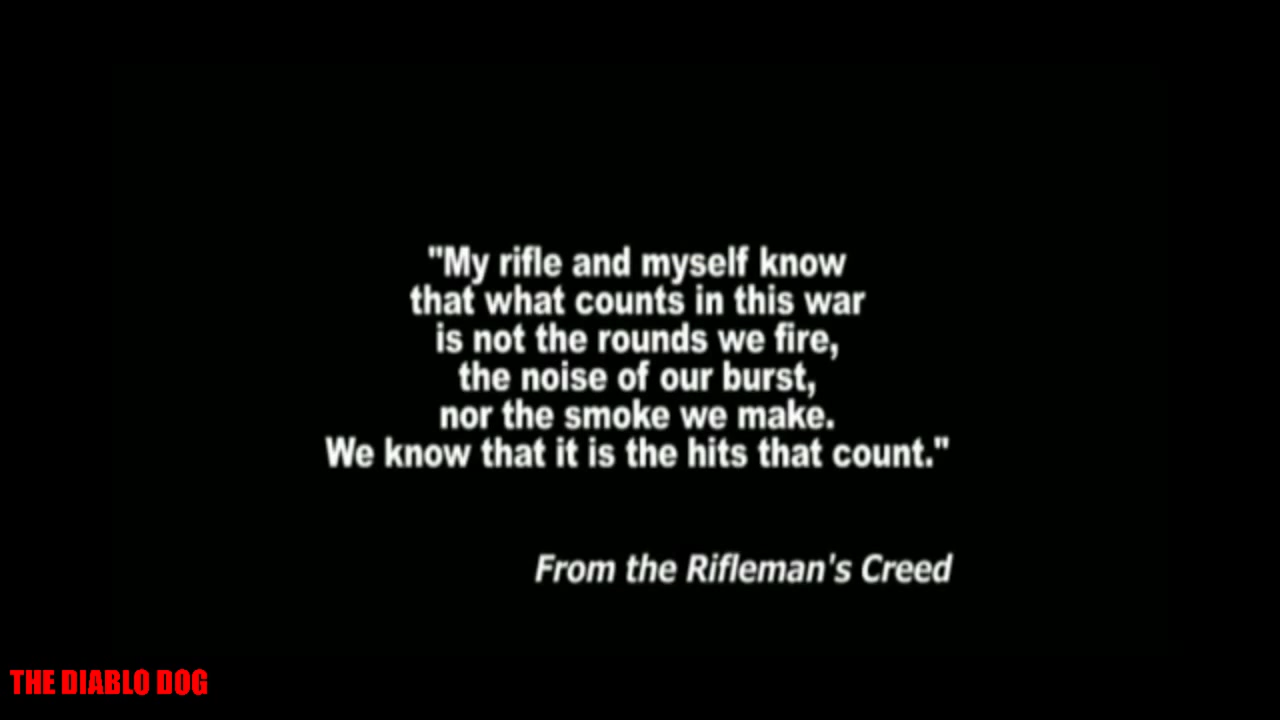 "My rifle and myself know
that what counts in this war
is not the rounds we fire,
the noise of our burst,
nor the smoke we make.
We know that it is the hits that count."
From the Rifleman's Creed
THE DIABLO DOG